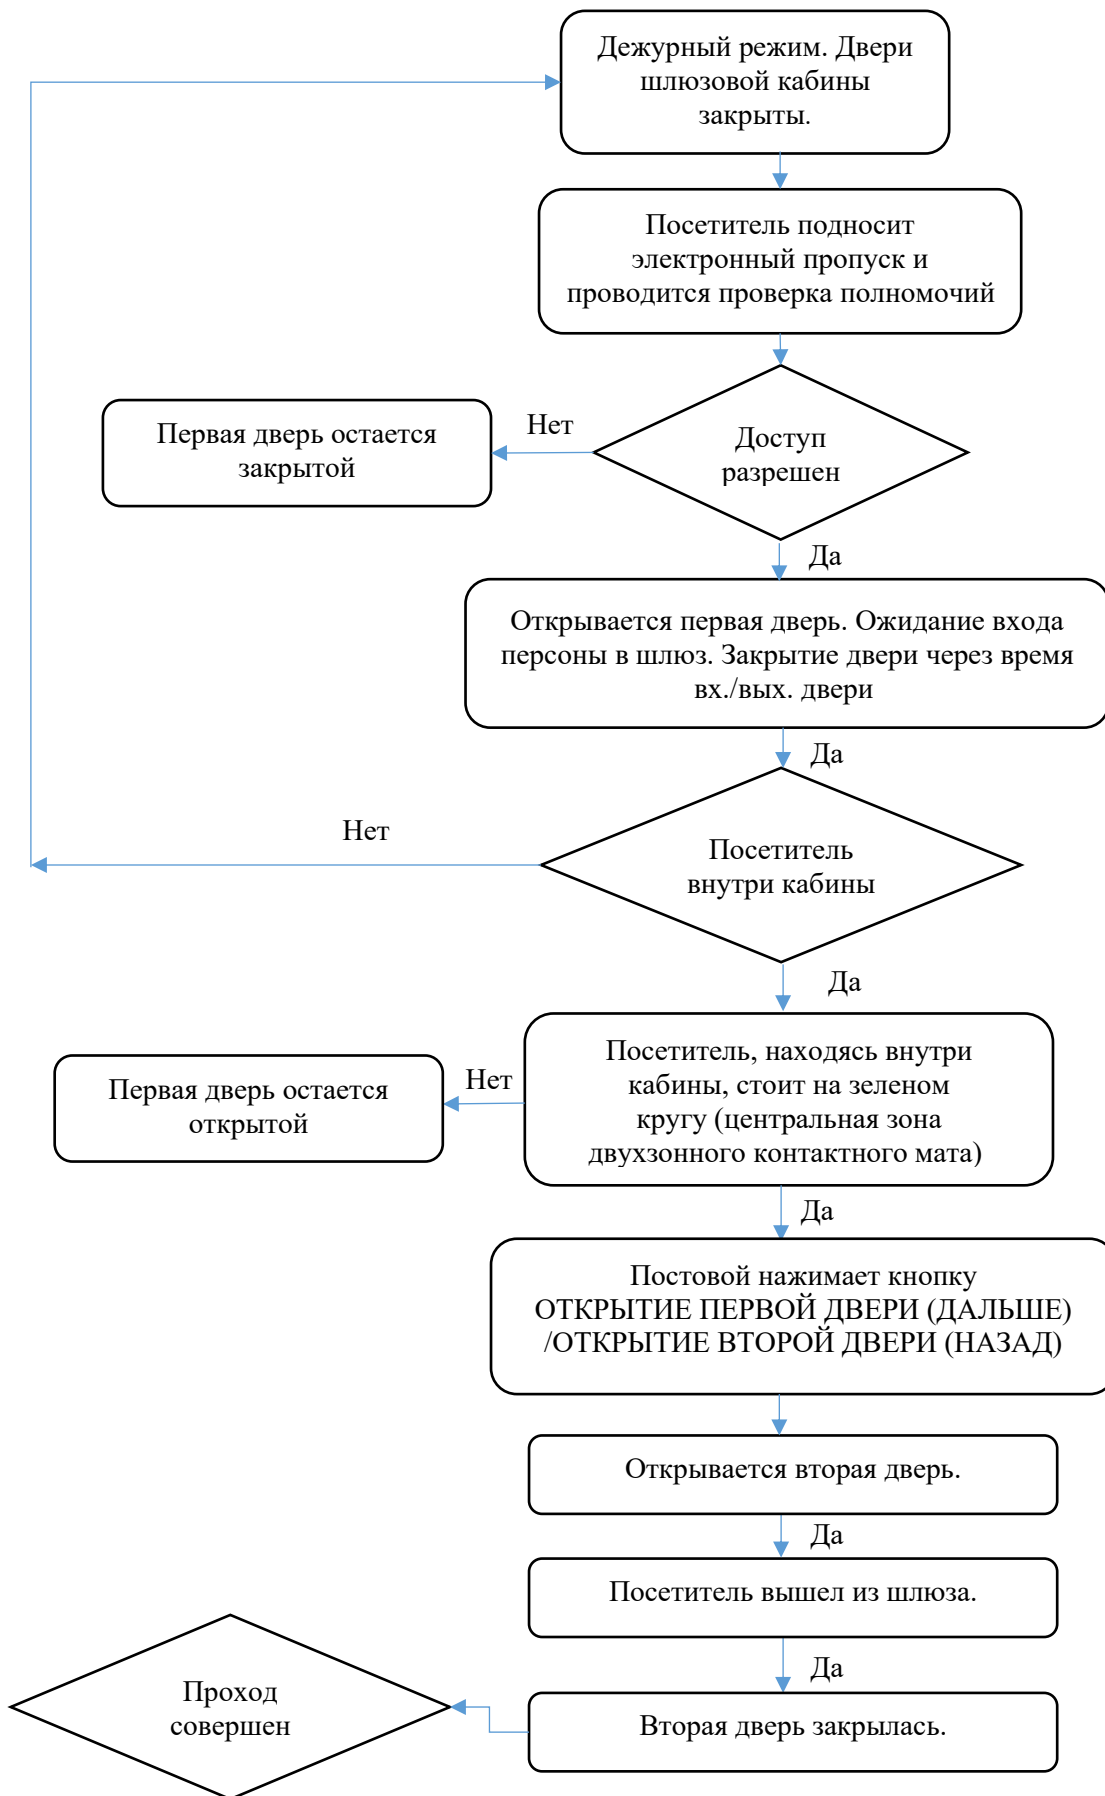 Дежурный режим. Двери
шлюзовой кабины
закрыты.
Посетитель подносит
электронный пропуск и
проводится проверка полномочий
Нет
Первая дверь остается
закрытой
Доступ
разрешен
Да
Открывается первая дверь. Ожидание входа
персоны в шлюз. Закрытие двери через время
вх./вых. двери
Да
Нет
Посетитель
внутри кабины
Да
Посетитель, находясь внутри
кабины, стоит на зеленом
кругу (центральная зона
двухзонного контактного мата)
Нет
Первая дверь остается
открытой
Да
Постовой нажимает кнопку
ОТКРЫТИЕ ПЕРВОЙ ДВЕРИ (ДАЛЬШЕ)
/ОТКРЫТИЕ ВТОРОЙ ДВЕРИ (НАЗАД)
Открывается вторая дверь.
Да
Посетитель вышел из шлюза.
Да
Вторая дверь закрылась.
Проход
совершен